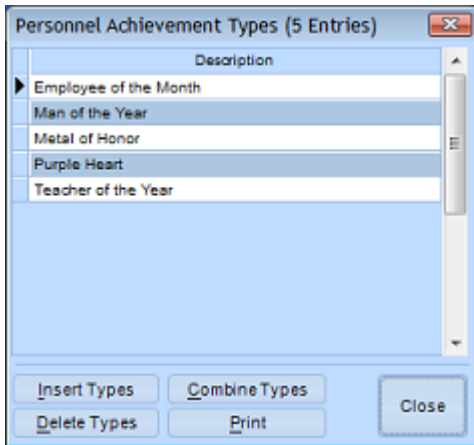 Personnel Achievement Types (5 Entries)
Description
Employee of the Month
Man of the Year
Metal of Honor
Purple Heart
Teacher of the Year
Insert Types Combine Types
Close
Delete Types Print